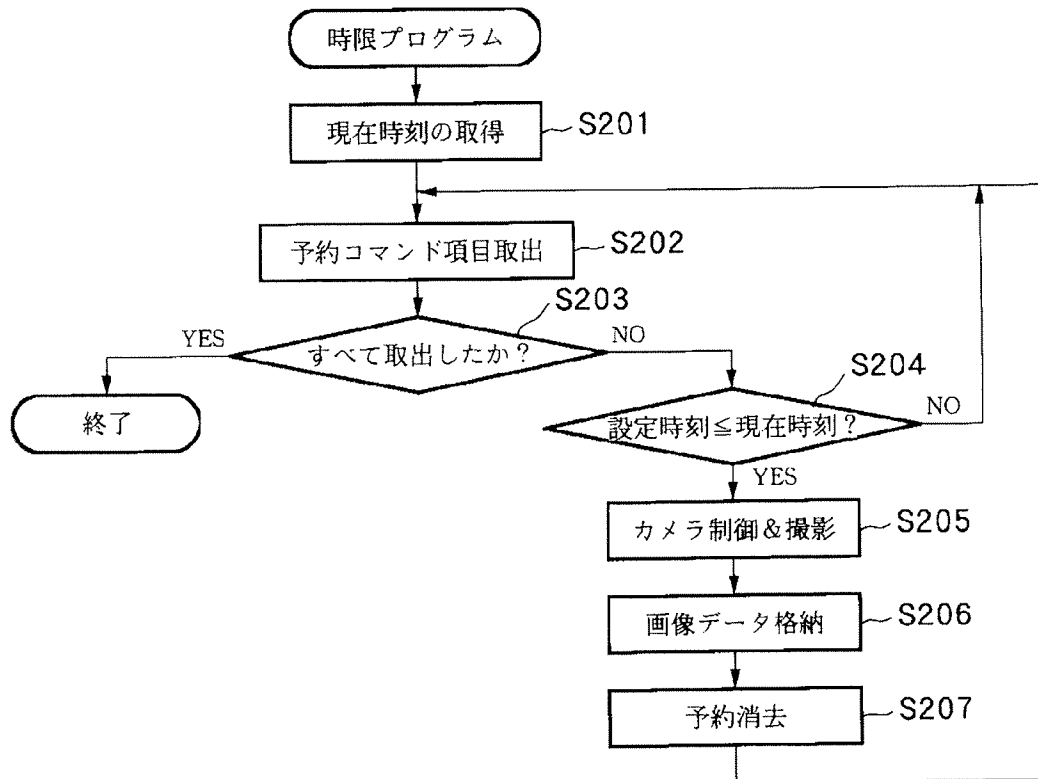 時限プログラム
現在時刻の取得
S201
予約コマンド項目取出
S202
S203
YES
すべて取出したか?
NO
S204
終了
設定時刻≦現在時刻?
NO
YES
カメラ制御&撮影
S205
画像データ格納
S206
予約消去
S207